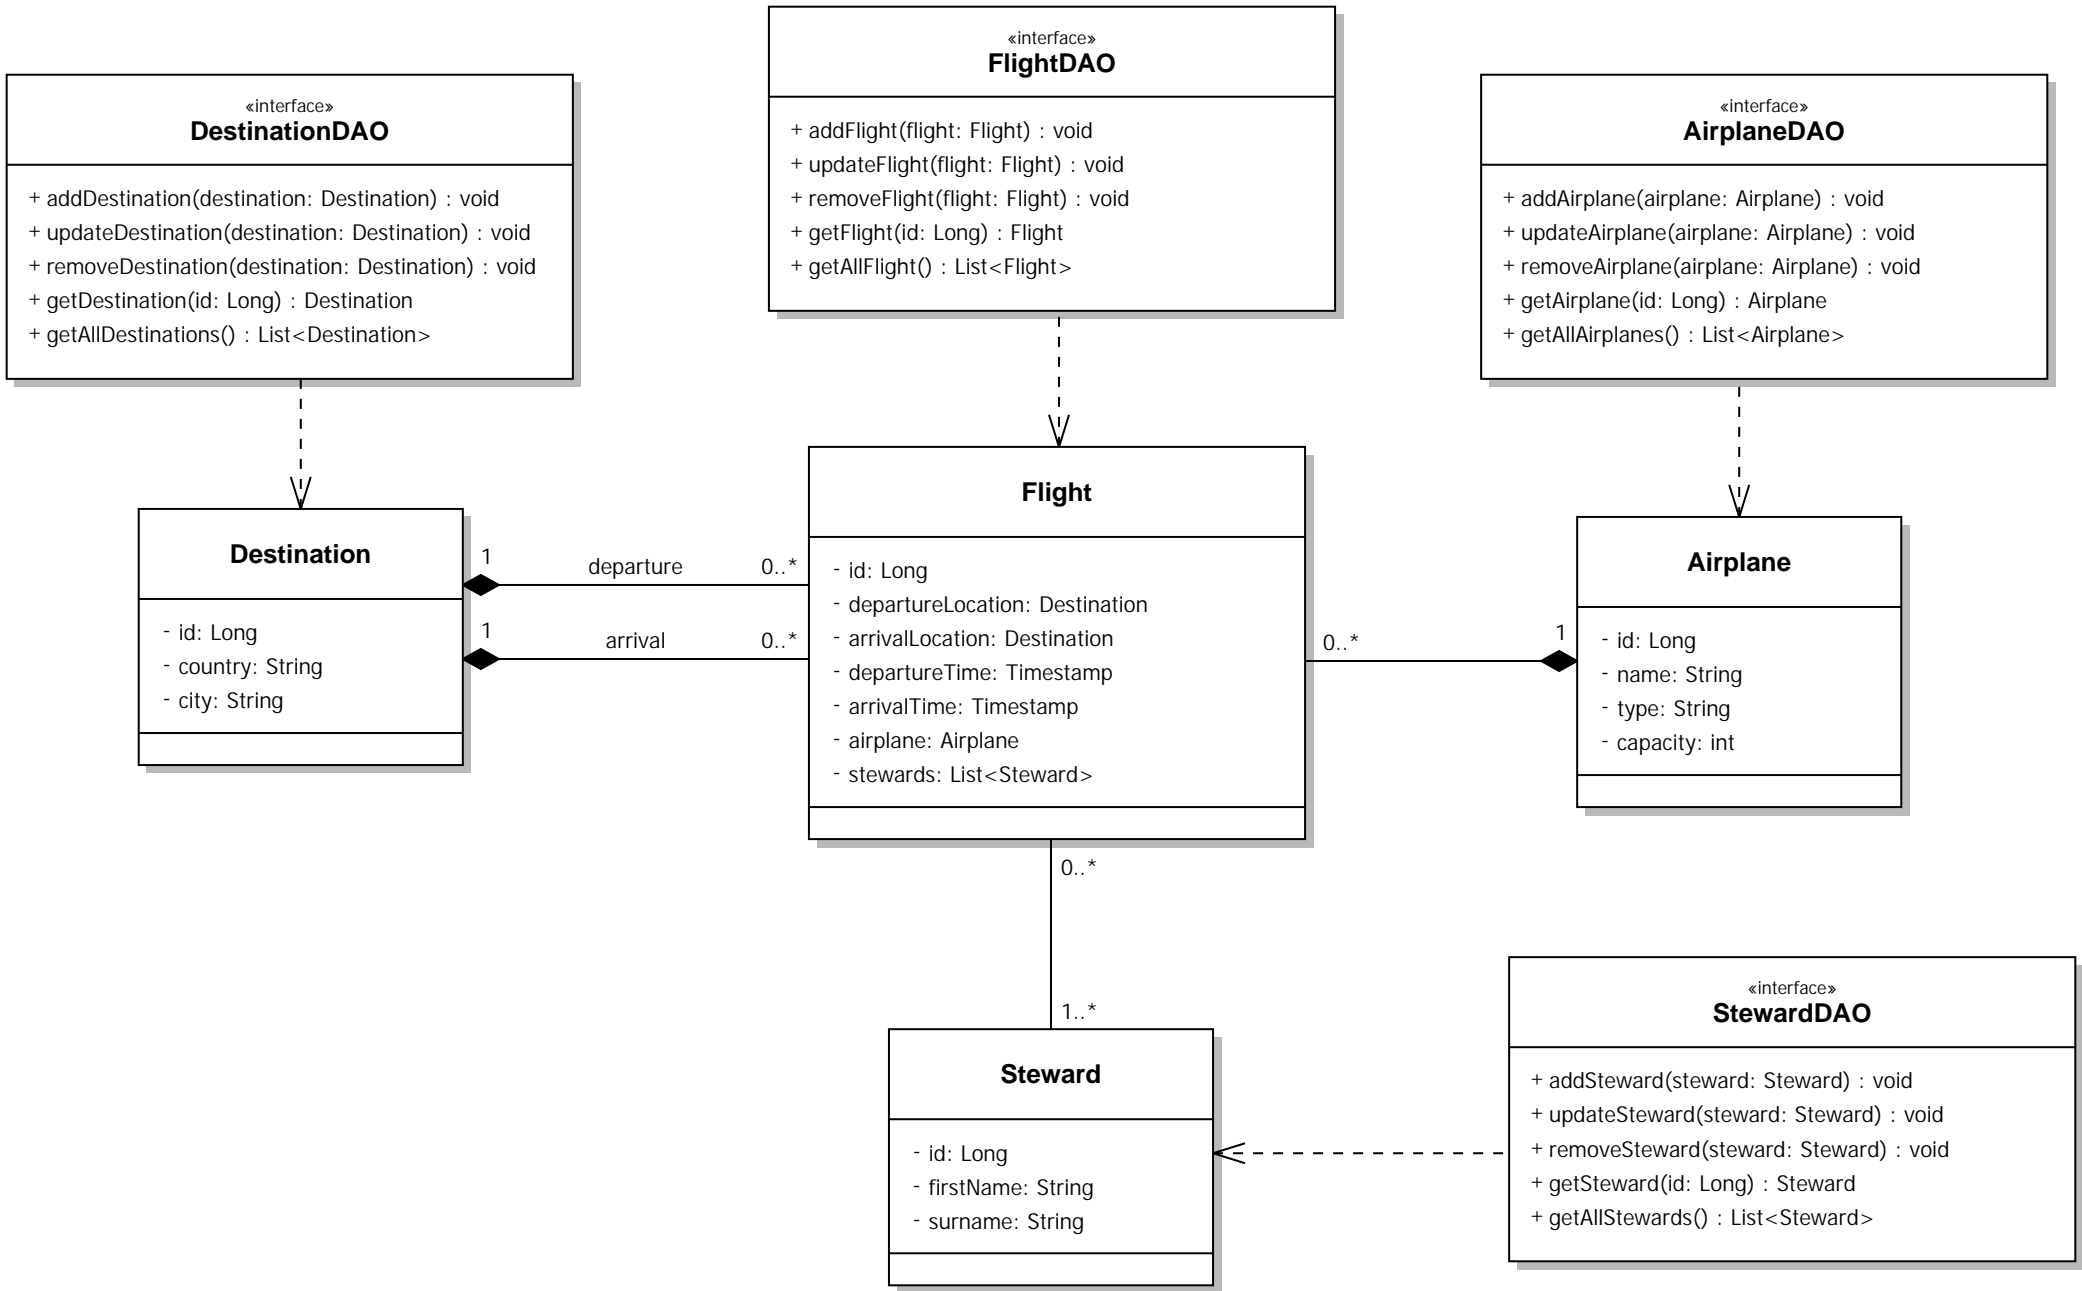 «interface»
DestinationDAO
+ addDestination(destination: Destination) : void
+ updateDestination(destination: Destination) : void
+ removeDestination(destination: Destination) : void
+ getDestination(id: Long) : Destination
+ getAllDestinations() : List<Destination>
«interface»
FlightDAO
+ addFlight(flight: Flight) : void
+ updateFlight(flight: Flight) : void
+ removeFlight(flight: Flight) : void
+ getFlight(id: Long) : Flight
+ getAllFlight() : List<Flight>
«interface»
AirplaneDAO
+ addAirplane(airplane: Airplane) : void
+ updateAirplane(airplane: Airplane) : void
+ removeAirplane(airplane: Airplane) : void
+ getAirplane(id: Long) : Airplane
+ getAllAirplanes() : List<Airplane>
Destination
- id: Long
- country: String
- city: String
1
departure
0..*
1
arrival
0..*
Flight
- id: Long
- departureLocation: Destination
- arrivalLocation: Destination
- departureTime: Timestamp
- arrivalTime: Timestamp
- airplane: Airplane
- stewards: List<Steward>
0..*
1
Airplane
- id: Long
- name: String
- type: String
- capacity: int
0..*
1..*
Steward
- id: Long
- firstName: String
- surname: String
«interface»
StewardDAO
+ addSteward(steward: Steward) : void
+ updateSteward(steward: Steward) : void
+ removeSteward(steward: Steward) : void
+ getSteward(id: Long) : Steward
+ getAllStewards() : List<Steward>